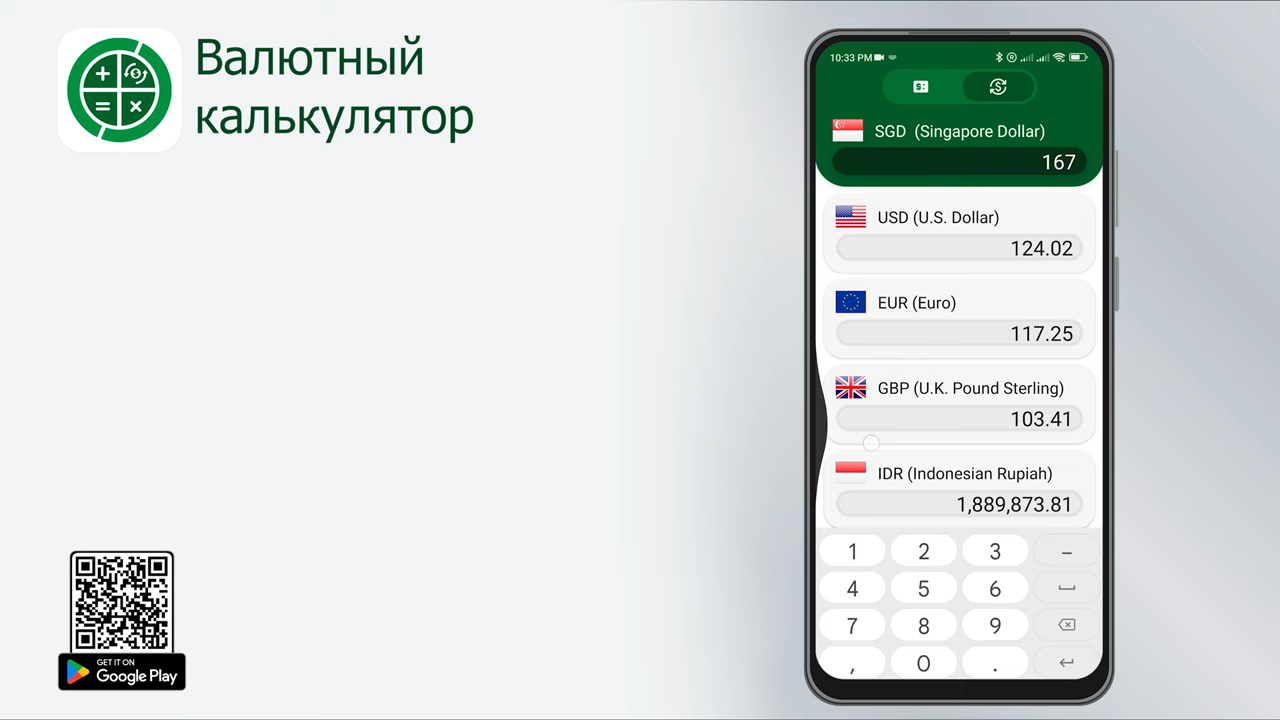 Валютный
калькулятор
10:33 PM
SGD (Singapore Dollar)
167
USD (U.S. Dollar)
124.02
EUR (Euro)
117.25
GBP (U.K. Pound Sterling)
103.41
IDR (Indonesian Rupiah)
1,889,873.81
1 2 3 –
4 5 6
7 8 9
, 0 .
GET IT ON
Google Play